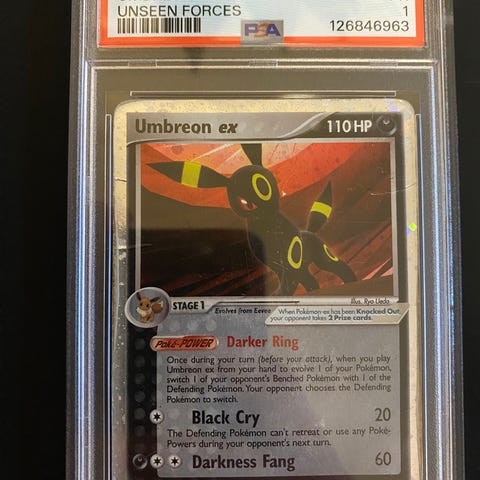 UNSEEN FORCES
1
PSA
126846963
Umbreon ex
110 HP
Illus. Ryo Ueda
STAGE 1
Evolves from Eevee
When Pokémon-ex has been Knocked Out,
your opponent takes 2 Prize cards.
Poké-POWER Darker Ring
Once during your turn (before your attack), when you play
Umbreon ex from your hand to evolve 1 of your Pokémon,
switch 1 of your opponent's Benched Pokémon with 1 of the
Defending Pokémon. Your opponent chooses the Defending
Pokémon to switch.
Black Cry 20
The Defending Pokémon can't retreat or use any Poké-
Powers during your opponent's next turn.
Darkness Fang 60